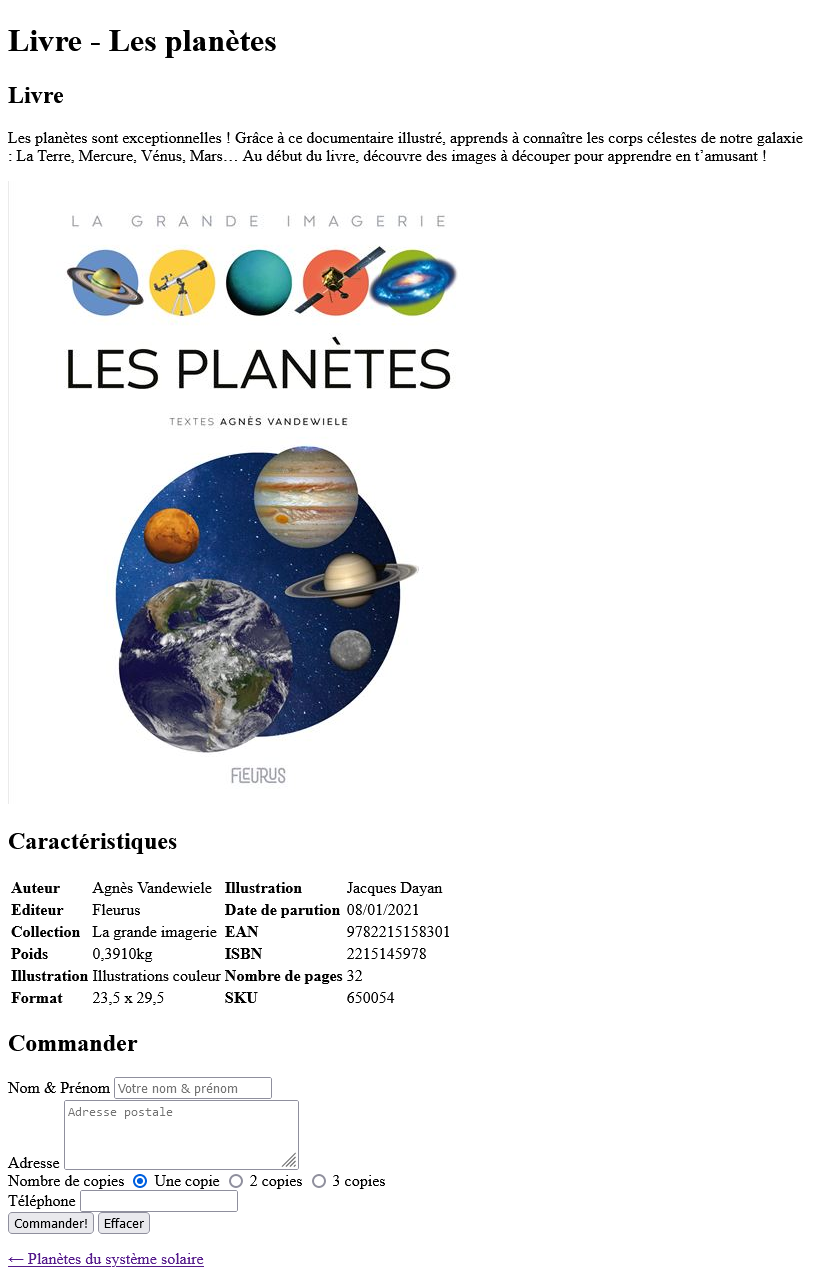 Livre - Les planètes
Livre
Les planètes sont exceptionnelles ! Grâce à ce documentaire illustré, apprends à connaître les corps célestes de notre galaxie
: La Terre, Mercure, Vénus, Mars… Au début du livre, découvre des images à découper pour apprendre en t’amusant !
LA GRANDE IMAGERIE
LES PLANÈTES
TEXTES AGNÈS VANDEWIELE
FLEURUS
Caractéristiques
Auteur Agnès Vandewiele Illustration Jacques Dayan
Editeur Fleurus Date de parution 08/01/2021
Collection La grande imagerie EAN 9782215158301
Poids 0,3910kg ISBN 2215145978
Illustration Illustrations couleur Nombre de pages 32
Format 23,5 x 29,5 SKU 650054
Commander
Nom & Prénom Votre nom & prénom
Adresse postale
Adresse
Nombre de copies Une copie 2 copies 3 copies
Téléphone
Commander! Effacer
← Planètes du système solaire